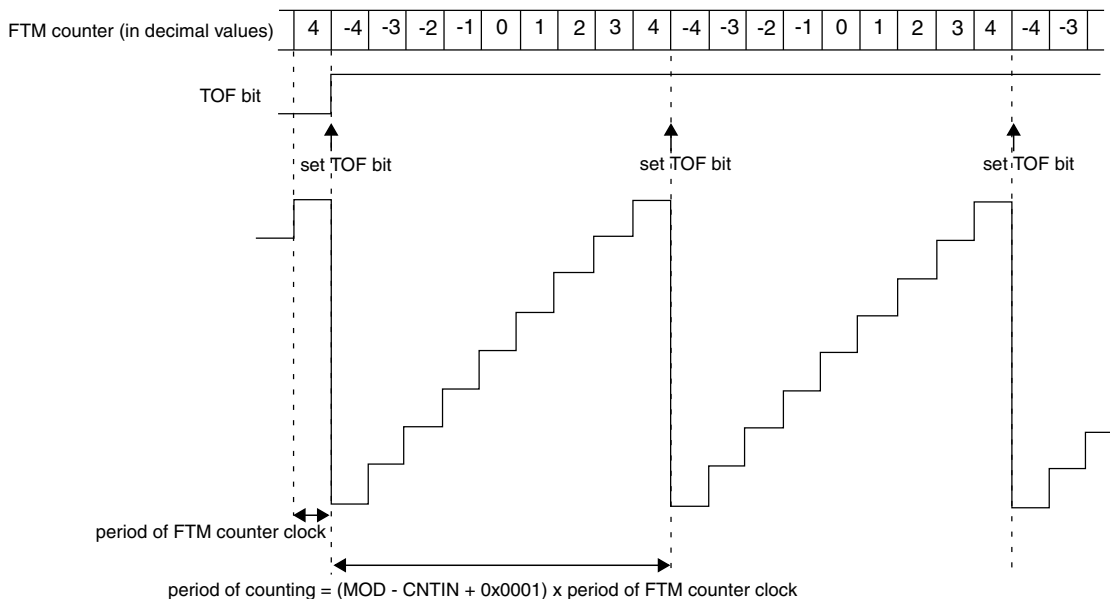 FTM counter (in decimal values) 4 -4 -3 -2 -1 0 1 2 3 4 -4 -3 -2 -1 0 1 2 3 4 -4 -3
TOF bit
set TOF bit set TOF bit set TOF bit
period of FTM counter clock
period of counting = (MOD - CNTIN + 0x0001) x period of FTM counter clock